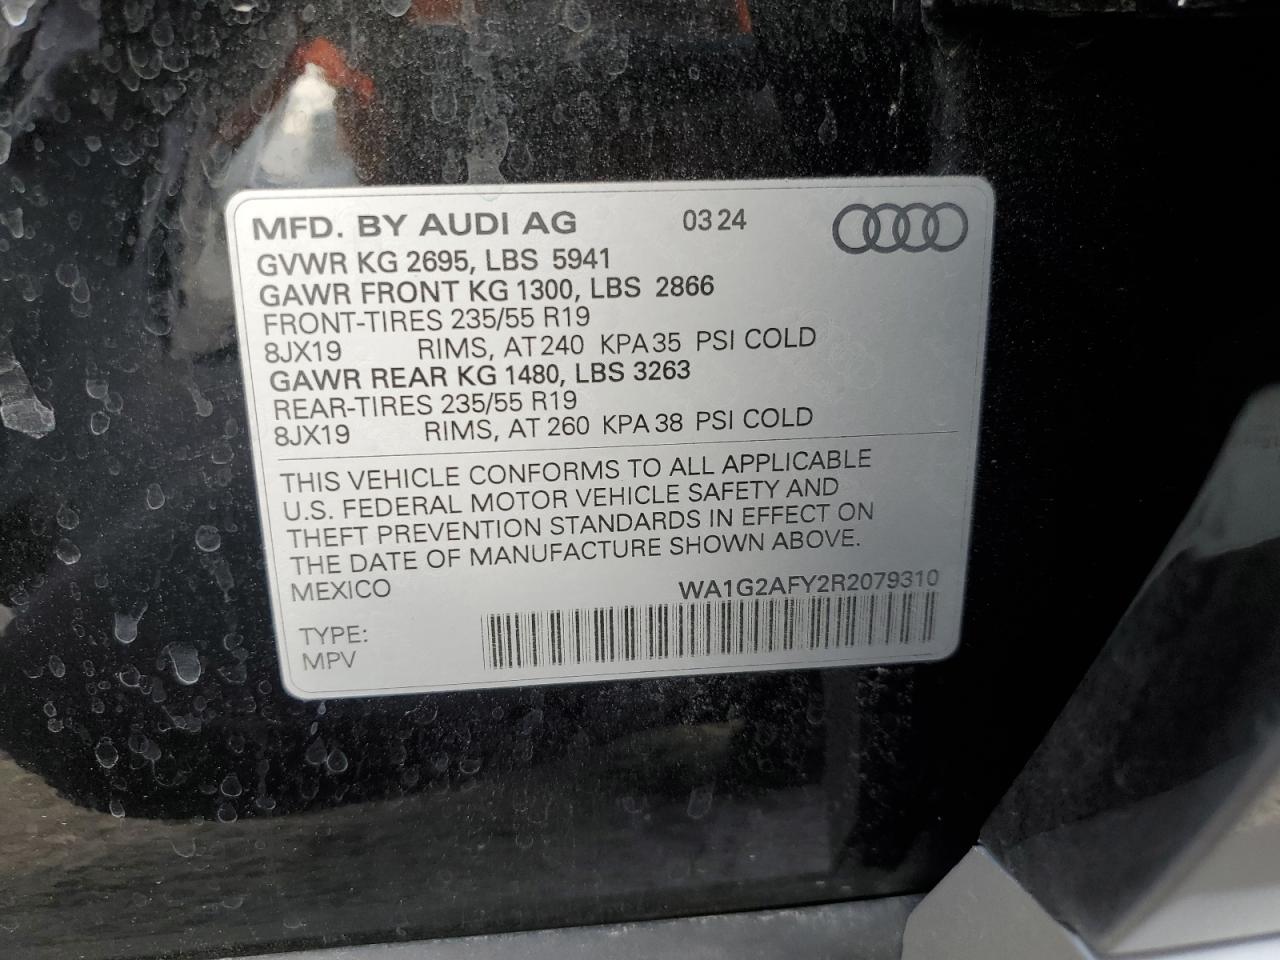 MFD. BY AUDI AG 03 24
GVWR KG 2695, LBS 5941
GAWR FRONT KG 1300, LBS 2866
FRONT-TIRES 235/55 R19
8JX19 RIMS, AT 240 KPA 35 PSI COLD
GAWR REAR KG 1480, LBS 3263
REAR-TIRES 235/55 R19
8JX19 RIMS, AT 260 KPA 38 PSI COLD
THIS VEHICLE CONFORMS TO ALL APPLICABLE
U.S. FEDERAL MOTOR VEHICLE SAFETY AND
THEFT PREVENTION STANDARDS IN EFFECT ON
THE DATE OF MANUFACTURE SHOWN ABOVE.
MEXICO WA1G2AFY2R2079310
TYPE:
MPV